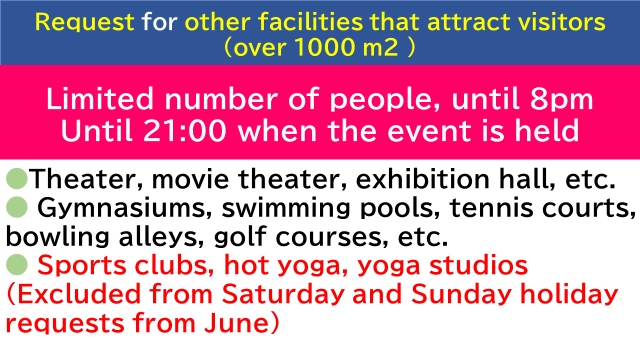 Request for other facilities that attract visitors
(over 1000 m2 )
Limited number of people, until 8pm
Until 21:00 when the event is held
●Theater, movie theater, exhibition hall, etc.
● Gymnasiums, swimming pools, tennis courts,
bowling alleys, golf courses, etc.
● Sports clubs, hot yoga, yoga studios
(Excluded from Saturday and Sunday holiday
requests from June)